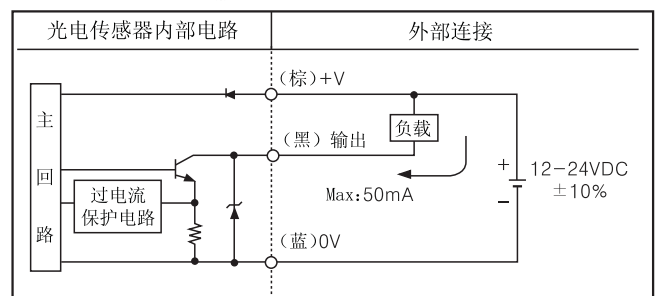 光电传感器内部电路
外部连接
(棕)+V
主
回
路
负载
(黑) 输出
过电流
保护电路
Max:50mA
+
12-24VDC
±10%
-
(蓝)0V